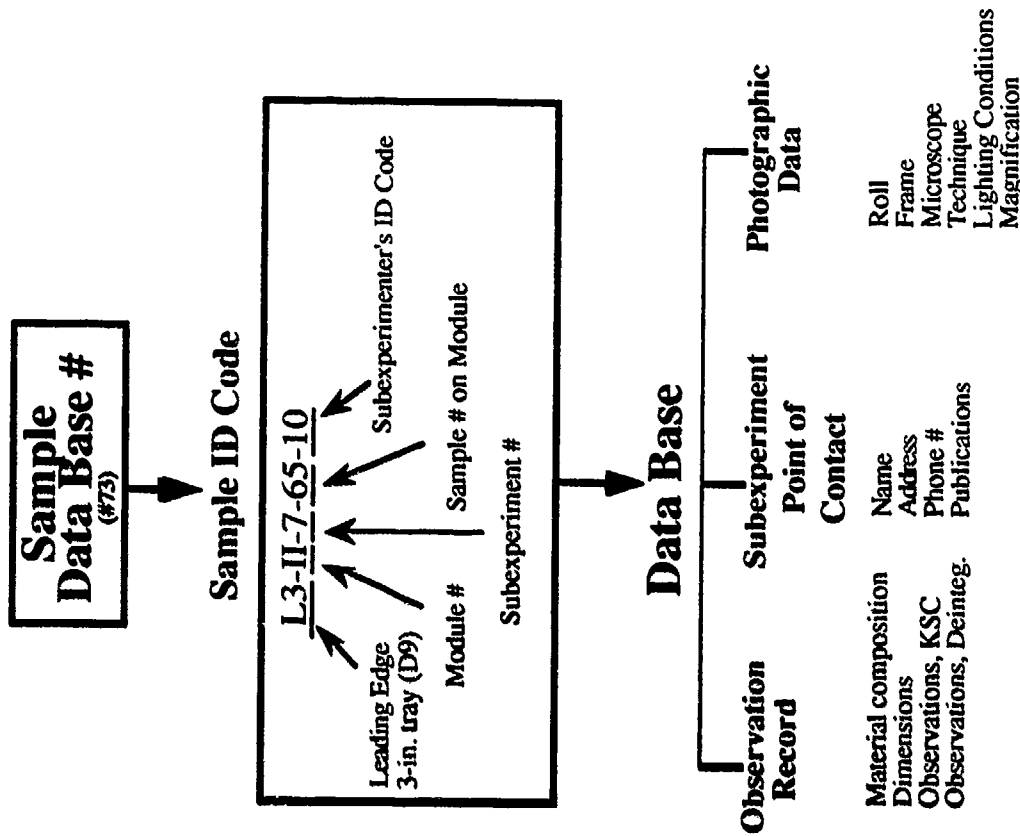 Sample
Data Base #
(#73)
Sample ID Code
L3-II-7-65-10
Leading Edge
3-in. tray (D9)
Module #
Subexperiment #
Sample # on Module
Subexperimenter's ID Code
Data Base
Observation
Record
Material composition
Dimensions
Observations, KSC
Observations, Deinteg.
Subexperiment
Point of
Contact
Name
Address
Phone #
Publications
Photographic
Data
Roll
Frame
Microscope
Technique
Lighting Conditions
Magnification